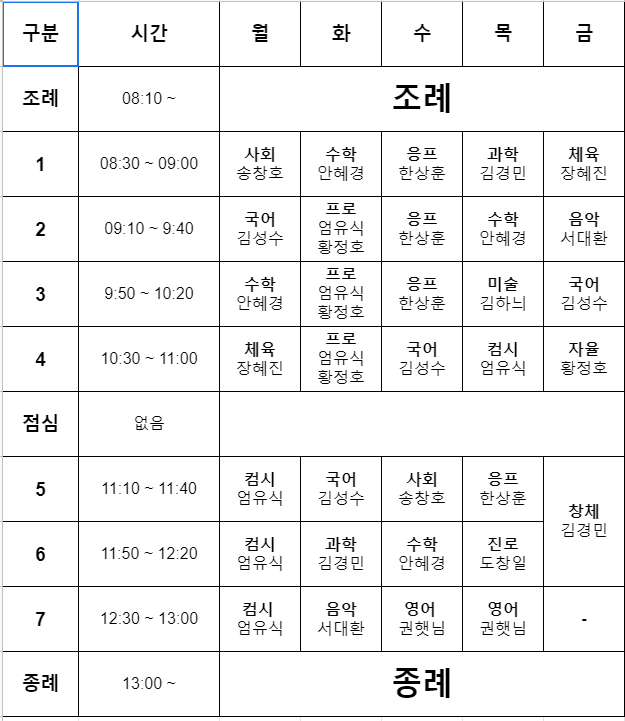 구분 시간 월 화 수 목 금
조례 08:10 ~ 조례
1 08:30 ~ 09:00 사회 수학 응프 과학 체육
송창호 안혜경 한상훈 김경민 장혜진
2 09:10 ~ 9:40 국어 프로 응프 수학 음악
김성수 엄유식 한상훈 안혜경 서대환
황정호
3 9:50 ~ 10:20 수학 프로 응프 미술 국어
안혜경 엄유식 한상훈 김하늬 김성수
황정호
4 10:30 ~ 11:00 체육 프로 국어 컴시 자율
장혜진 엄유식 김성수 엄유식 황정호
황정호
점심 없음
5 11:10 ~ 11:40 컴시 국어 사회 응프 창체
엄유식 김성수 송창호 한상훈 김경민
6 11:50 ~ 12:20 컴시 과학 수학 진로
엄유식 김경민 안혜경 도창일
7 12:30 ~ 13:00 컴시 음악 영어 영어 -
엄유식 서대환 권햇님 권햇님
종례 13:00 ~ 종례